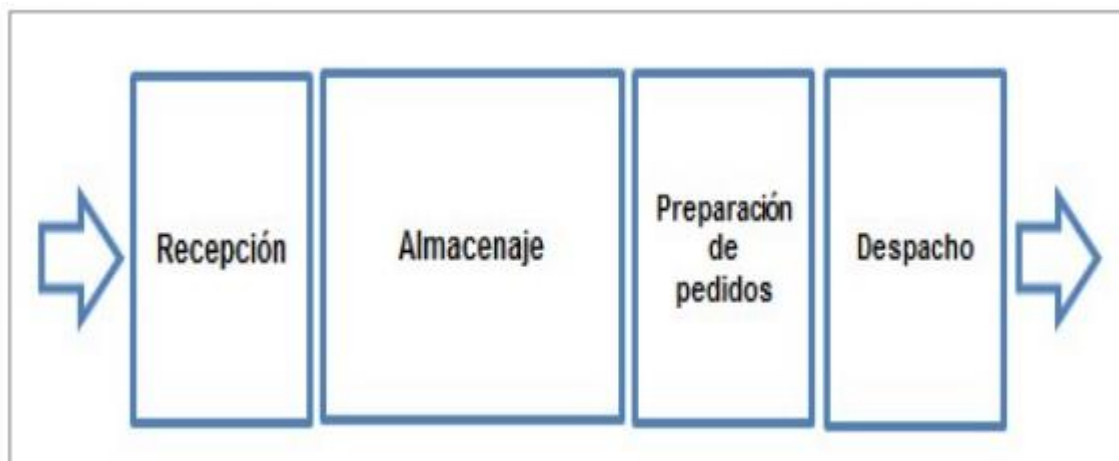 Recepción
Almacenaje
Preparación
de
pedidos
Despacho